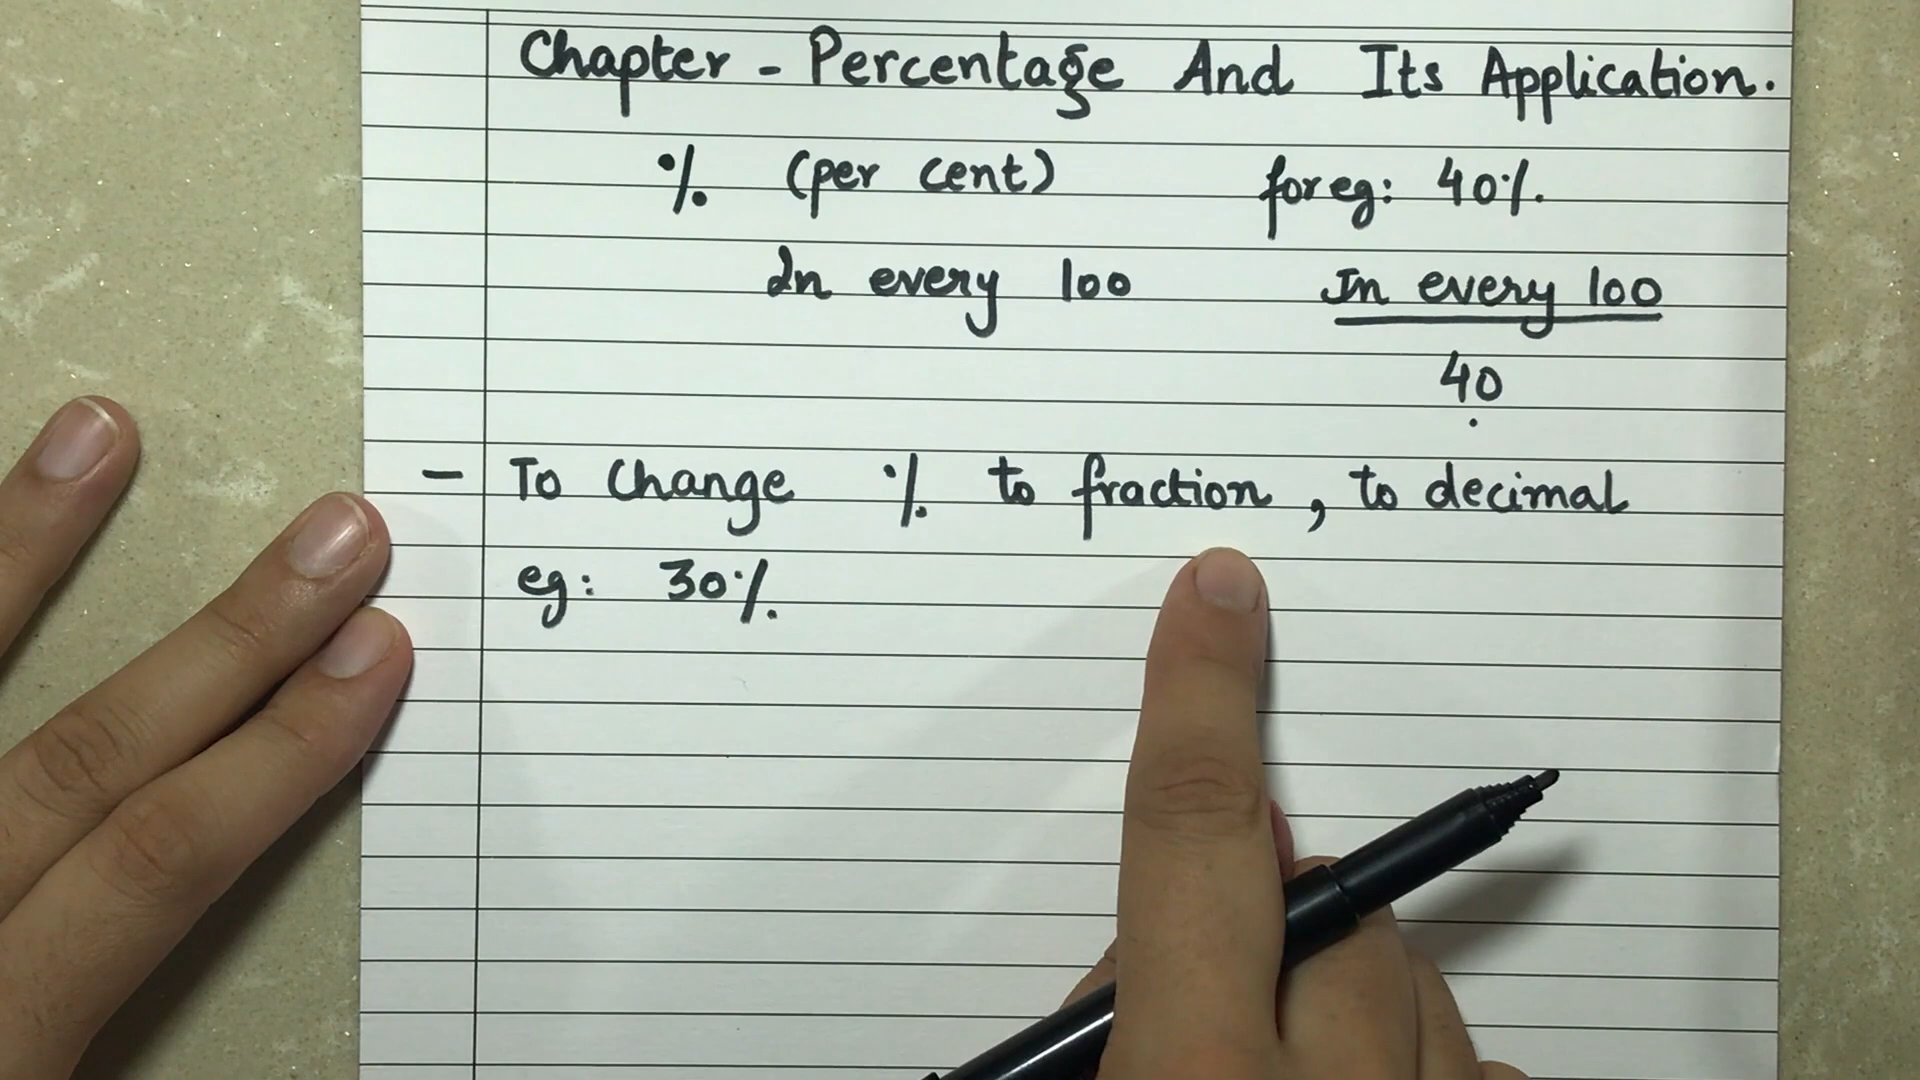 Chapter - Percentage And Its Application.
% (per cent) for eg: 40%.
In every 100 In every 100
40
- To Change % to fraction, to decimal
eg: 30%.